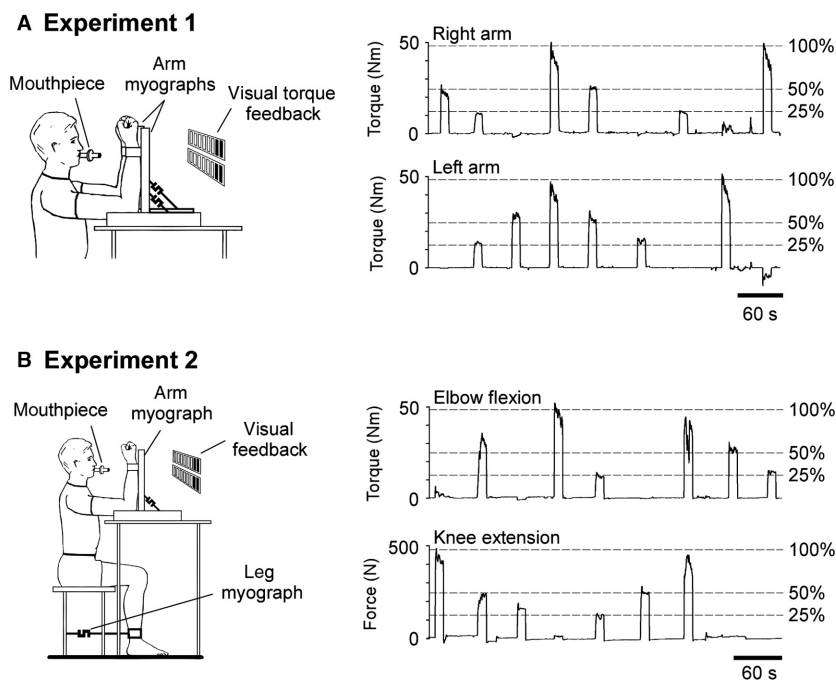 A Experiment 1
Mouthpiece
Arm
myographs
Visual torque
feedback
Right arm
Torque (Nm)
50
0
100%
50%
25%
Left arm
Torque (Nm)
50
0
100%
50%
25%
60 s
B Experiment 2
Mouthpiece
Arm
myograph
Visual
feedback
Leg
myograph
Elbow flexion
Torque (Nm)
50
0
100%
50%
25%
Knee extension
Force (N)
500
0
100%
50%
25%
60 s